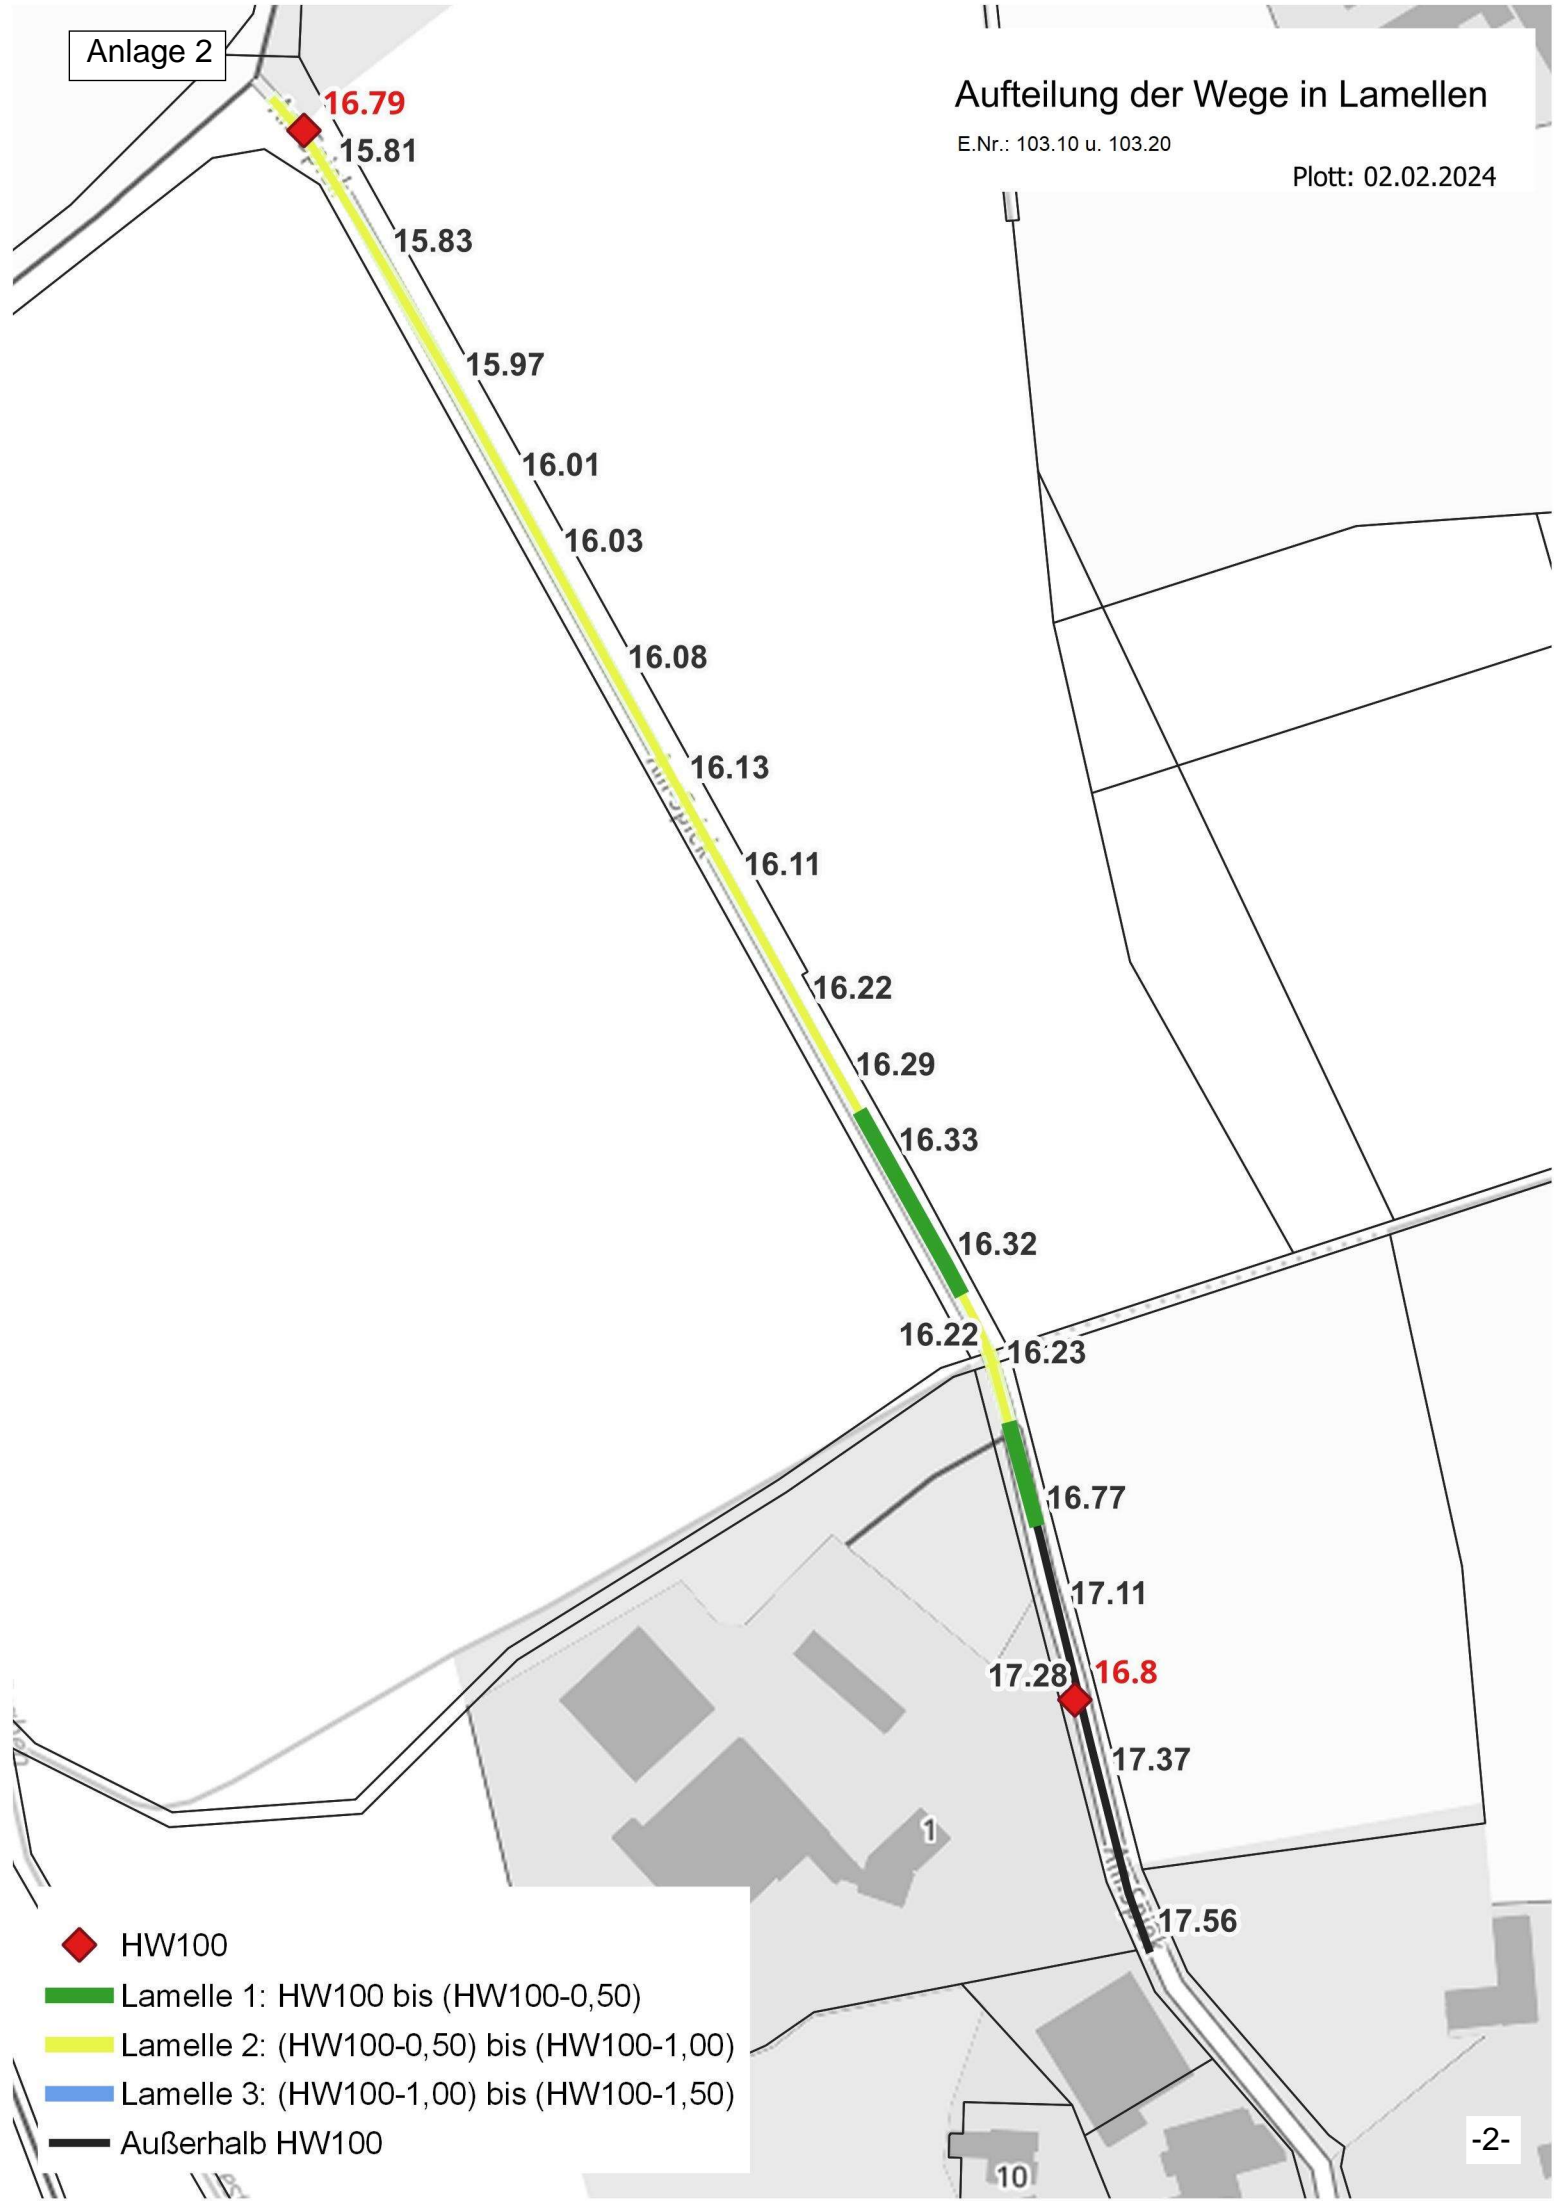 Anlage 2
Aufteilung der Wege in Lamellen
E.Nr.: 103.10 u. 103.20
Plott: 02.02.2024
16.79
15.81
15.83
15.97
16.01
16.03
16.08
16.13
16.11
16.22
16.29
16.33
16.32
16.22
16.23
16.77
17.11
17.28
16.8
17.37
1
17.56
HW100
Lamelle 1: HW100 bis (HW100-0,50)
Lamelle 2: (HW100-0,50) bis (HW100-1,00)
Lamelle 3: (HW100-1,00) bis (HW100-1,50)
Außerhalb HW100
10
-2-